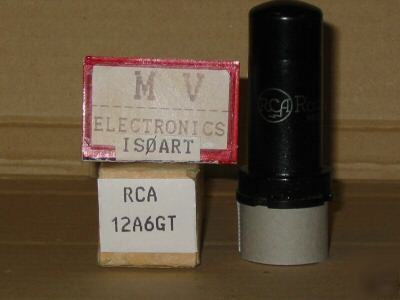 M V
ELECTRONICS
ISØART
RCA
12A6GT
RCA